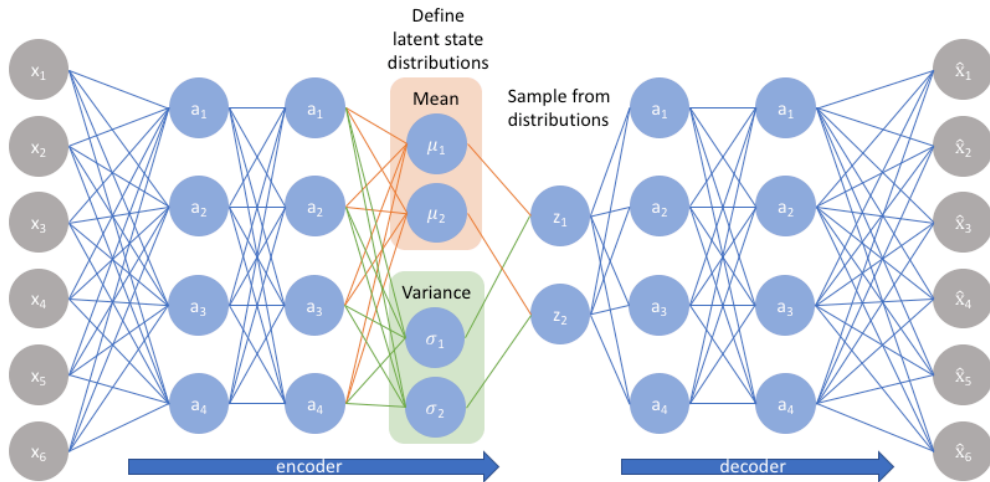 Define
latent state
distributions
Mean
Sample from
distributions
Variance
x₁
x₂
x₃
x₄
x₅
x₆
a₁
a₂
a₃
a₄
a₁
a₂
a₃
a₄
μ₁
μ₂
σ₁
σ₂
z₁
z₂
a₁
a₂
a₃
a₄
a₁
a₂
a₃
a₄
x̂₁
x̂₂
x̂₃
x̂₄
x̂₅
x̂₆
encoder
decoder